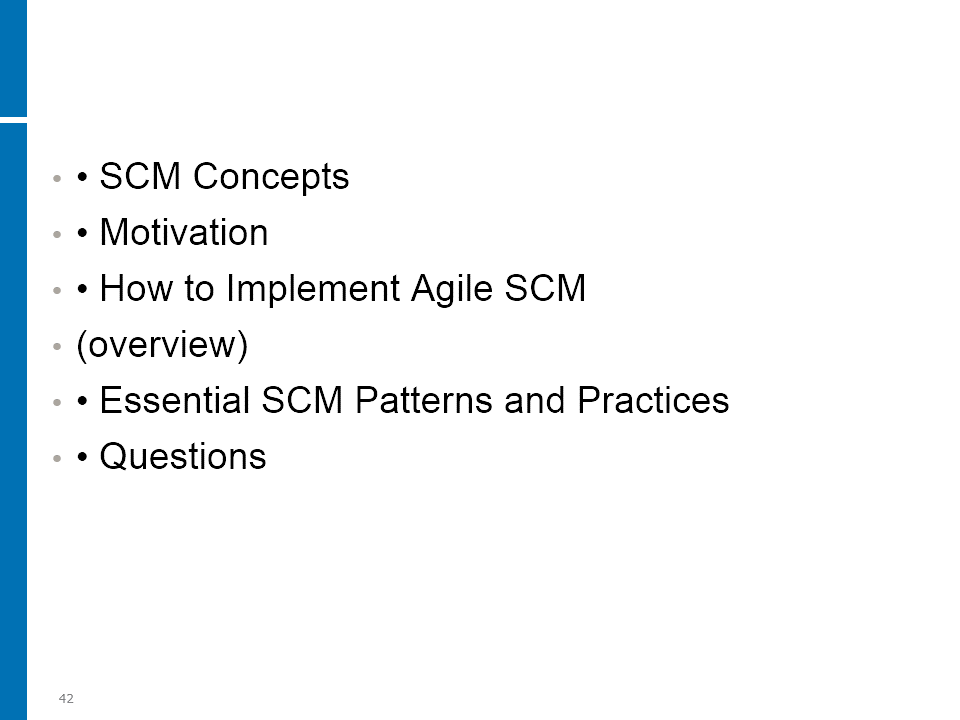 • • SCM Concepts
• • Motivation
• • How to Implement Agile SCM
• (overview)
• • Essential SCM Patterns and Practices
• • Questions
42